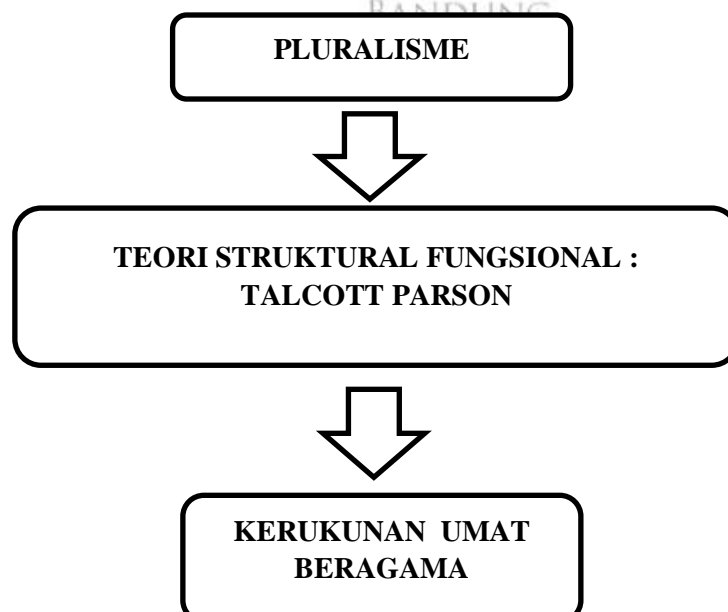 BANDUNG
PLURALISME
TEORI STRUKTURAL FUNGSIONAL :
TALCOTT PARSON
KERUKUNAN UMAT
BERAGAMA